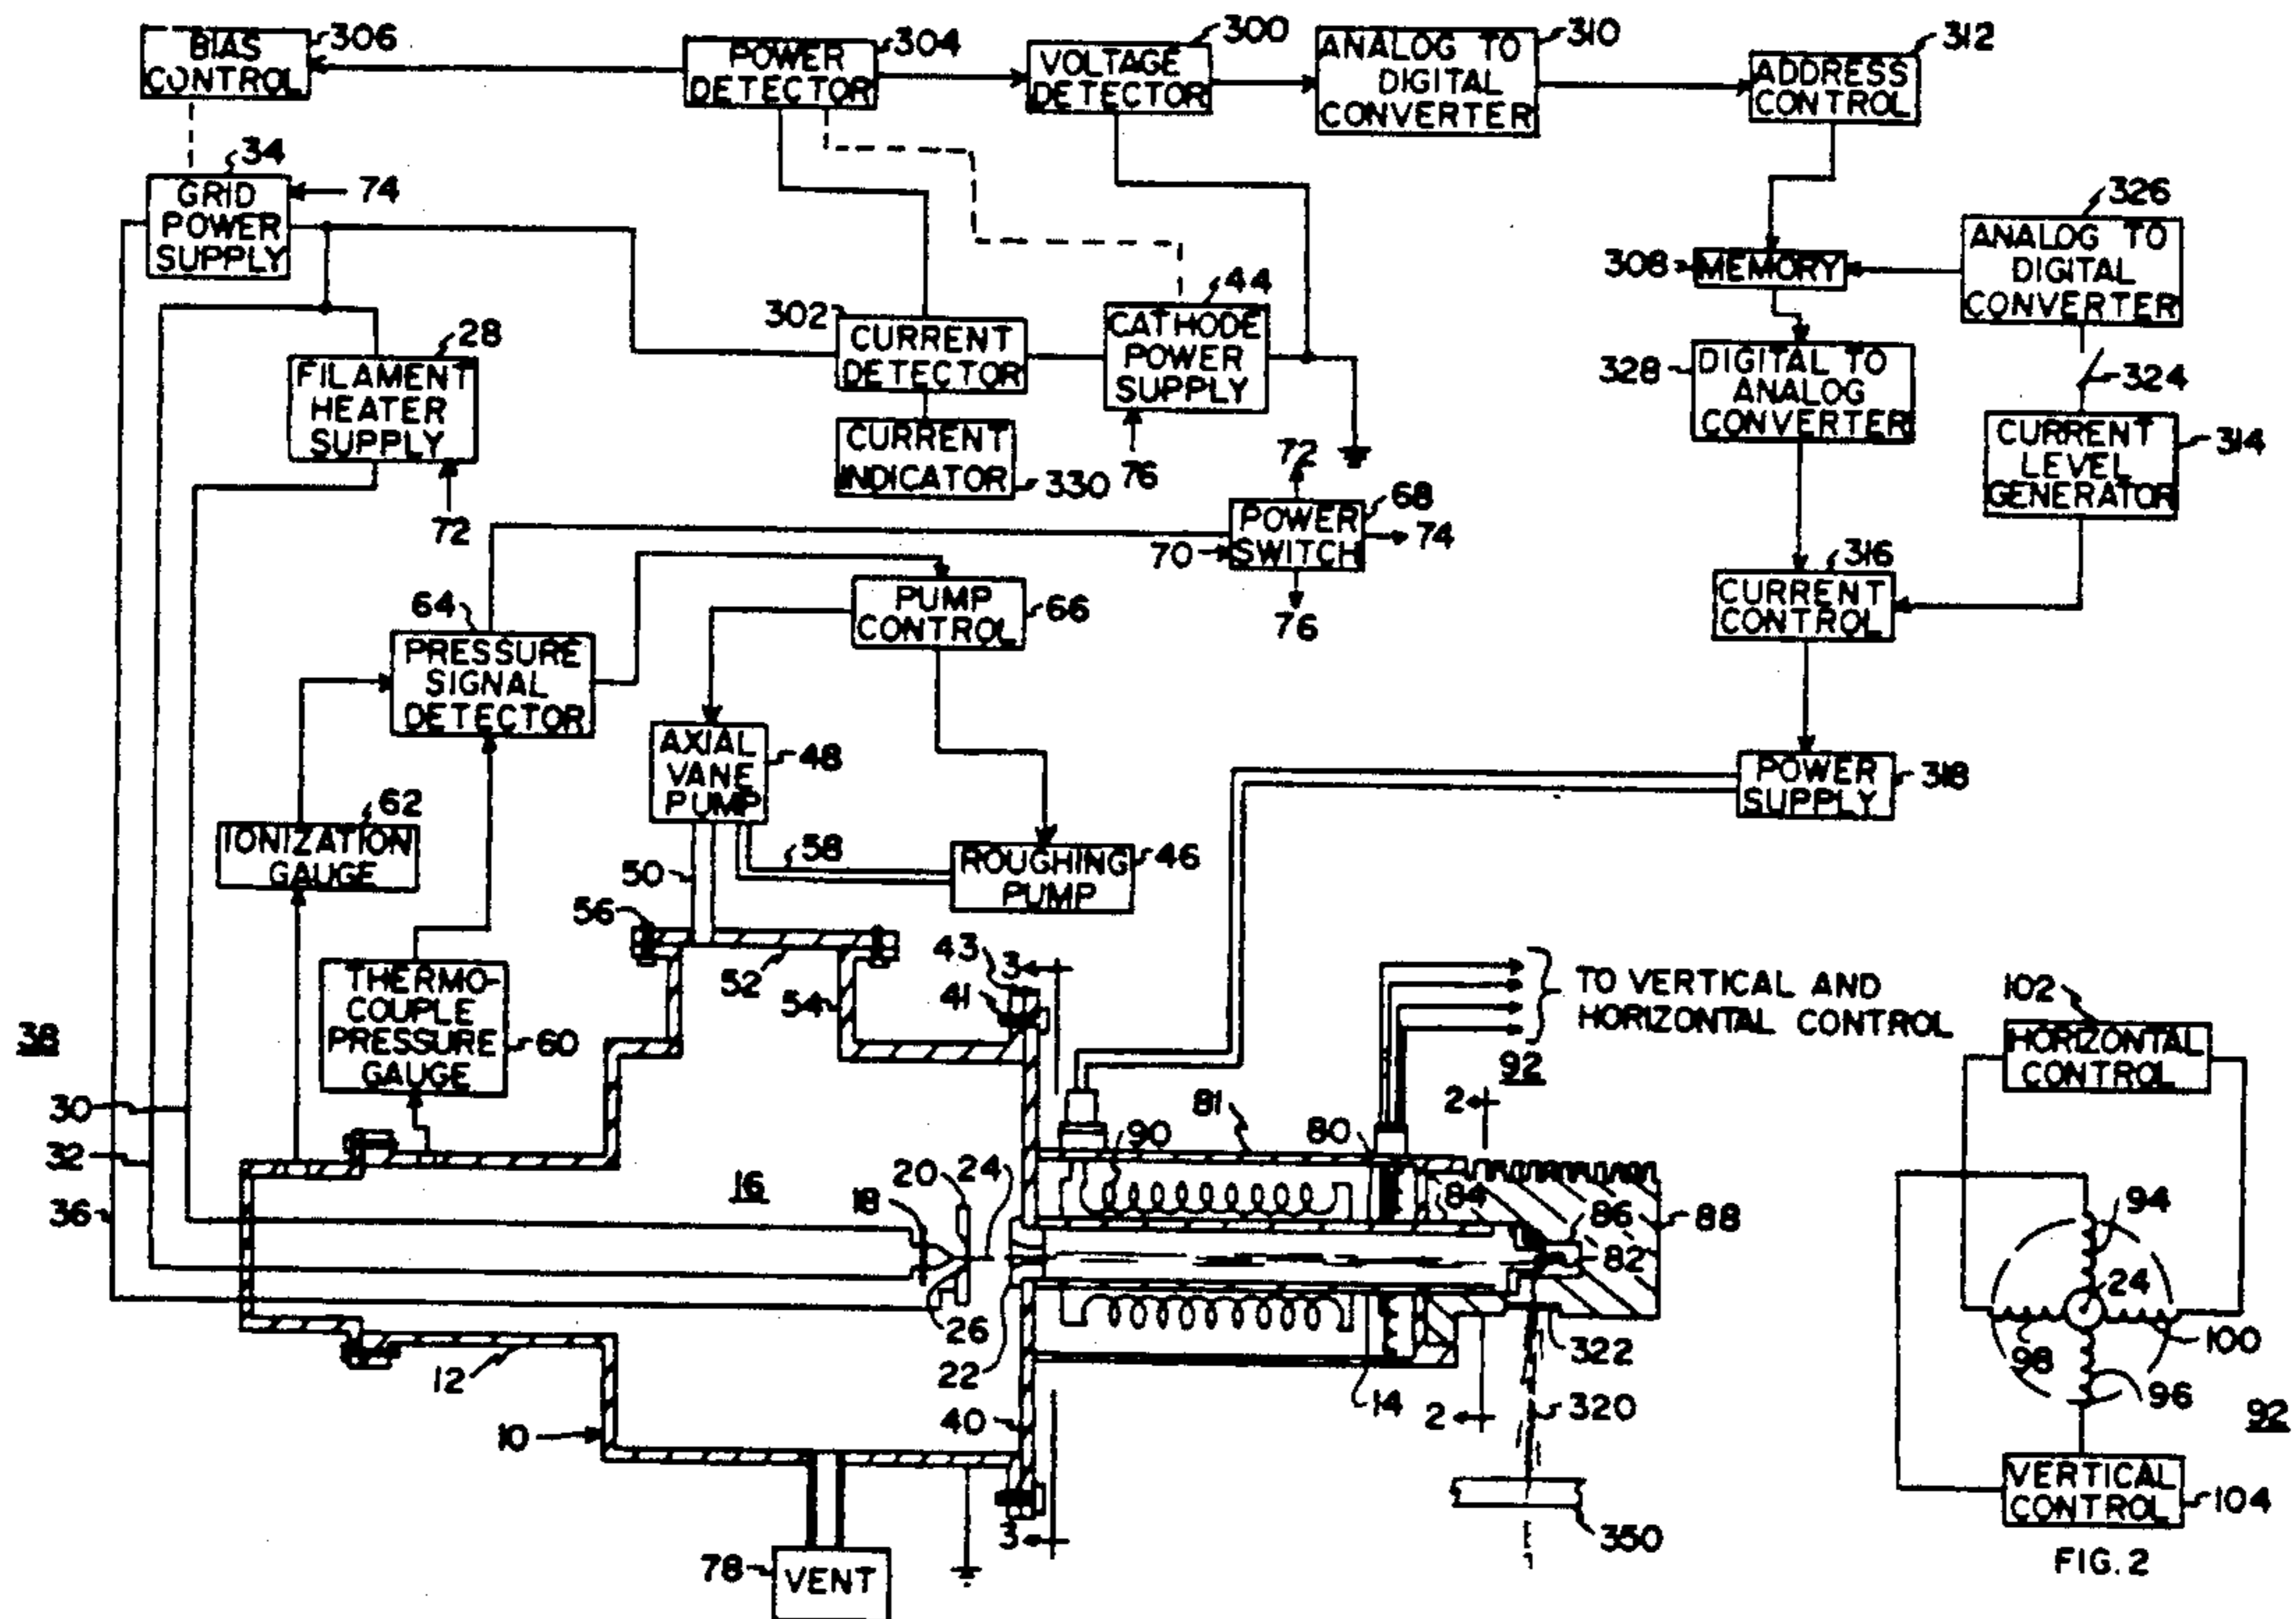 BIAS
CONTROL
306
POWER
DETECTOR
304
VOLTAGE
DETECTOR
300
ANALOG TO
DIGITAL
CONVERTER
310
ADDRESS
CONTROL
312
34
GRID
POWER
SUPPLY
74
326
ANALOG TO
DIGITAL
CONVERTER
308
MEMORY
28
FILAMENT
HEATER
SUPPLY
72
302
CURRENT
DETECTOR
44
CATHODE
POWER
SUPPLY
76
CURRENT
INDICATOR
330
328
DIGITAL TO
ANALOG
CONVERTER
324
CURRENT
LEVEL
GENERATOR
314
72
68
POWER
SWITCH
70
74
76
316
CURRENT
CONTROL
64
PRESSURE
SIGNAL
DETECTOR
PUMP
CONTROL
66
AXIAL
VANE
PUMP
48
POWER
SUPPLY
318
62
IONIZATION
GAUGE
50
58
ROUGHING
PUMP
46
56
52
54
43
41
3
TO VERTICAL AND
HORIZONTAL CONTROL
92
THERMO-
COUPLE
PRESSURE
GAUGE
60
38
30
32
36
16
18
20
24
26
22
90
81
80
2
84
86
82
88
12
10
40
14
2
322
320
350
3
78
VENT
102
HORIZONTAL
CONTROL
94
24
98
100
96
92
VERTICAL
CONTROL
104
FIG. 2